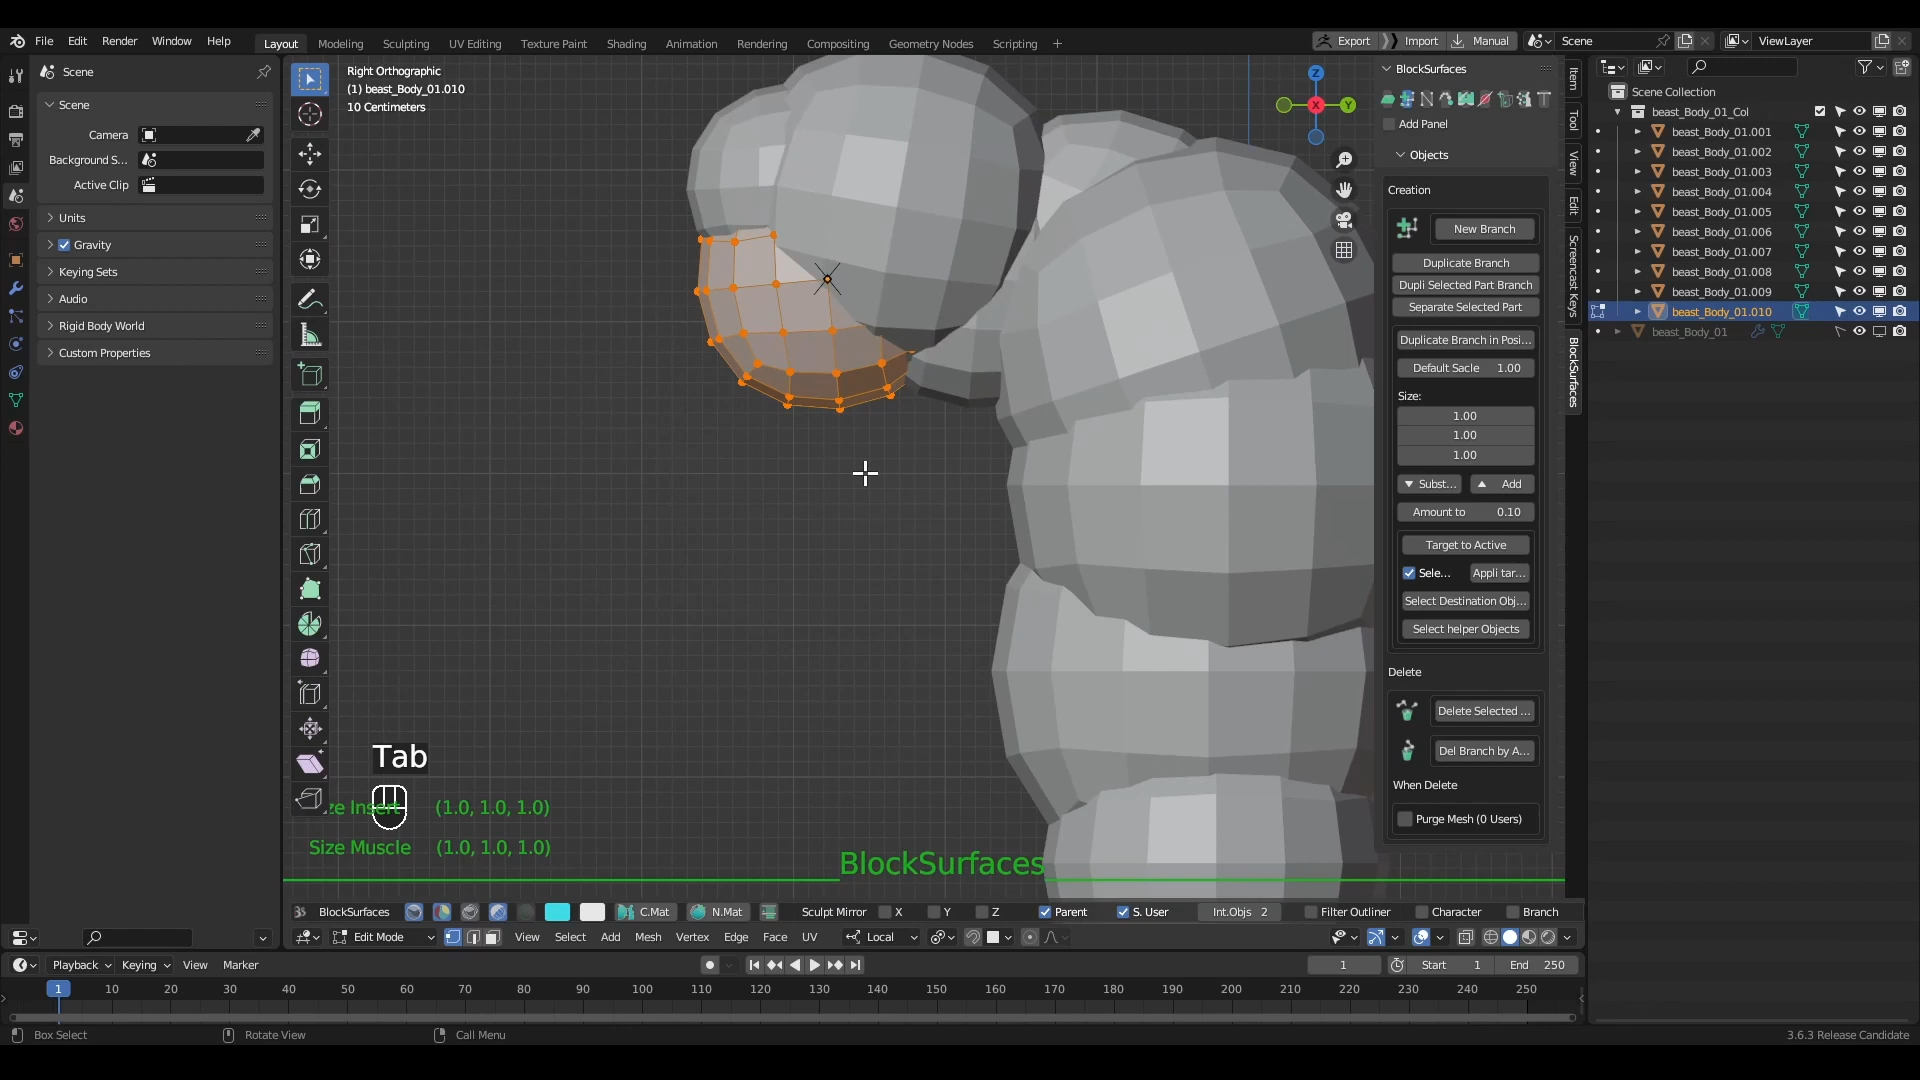 File Edit Render Window Help
Layout Modeling Sculpting UV Editing Texture Paint Shading Animation Rendering Compositing Geometry Nodes Scripting
Export Import Manual Scene ViewLayer
Scene
Scene
Camera
Background S...
Active Clip
Units
Gravity
Keying Sets
Audio
Rigid Body World
Custom Properties
Right Orthographic
(1) beast_Body_01.010
10 Centimeters
Z
X
Y
Tab
ze Insert (1.0, 1.0, 1.0)
Size Muscle (1.0, 1.0, 1.0)
BlockSurfaces
BlockSurfaces
Add Panel
Objects
Creation
New Branch
Duplicate Branch
Dupli Selected Part Branch
Separate Selected Part
Duplicate Branch in Posi...
Default Sacle 1.00
Size:
1.00
1.00
1.00
Subst... Add
Amount to 0.10
Target to Active
Sele... Appli tar...
Select Destination Obj...
Select helper Objects
Delete
Delete Selected ...
Del Branch by A...
When Delete
Purge Mesh (0 Users)
Item
Tool
View
Edit
Screencast Keys
BlockSurfaces
Scene Collection
beast_Body_01_Col
beast_Body_01.001
beast_Body_01.002
beast_Body_01.003
beast_Body_01.004
beast_Body_01.005
beast_Body_01.006
beast_Body_01.007
beast_Body_01.008
beast_Body_01.009
beast_Body_01.010
beast_Body_01
BlockSurfaces C.Mat N.Mat Sculpt Mirror X Y Z Parent S. User Int.Objs 2 Filter Outliner Character Branch
Edit Mode View Select Add Mesh Vertex Edge Face UV Local
Playback Keying View Marker 1 Start 1 End 250
1 10 20 30 40 50 60 70 80 90 100 110 120 130 140 150 160 170 180 190 200 210 220 230 240 250
Box Select Rotate View Call Menu 3.6.3 Release Candidate